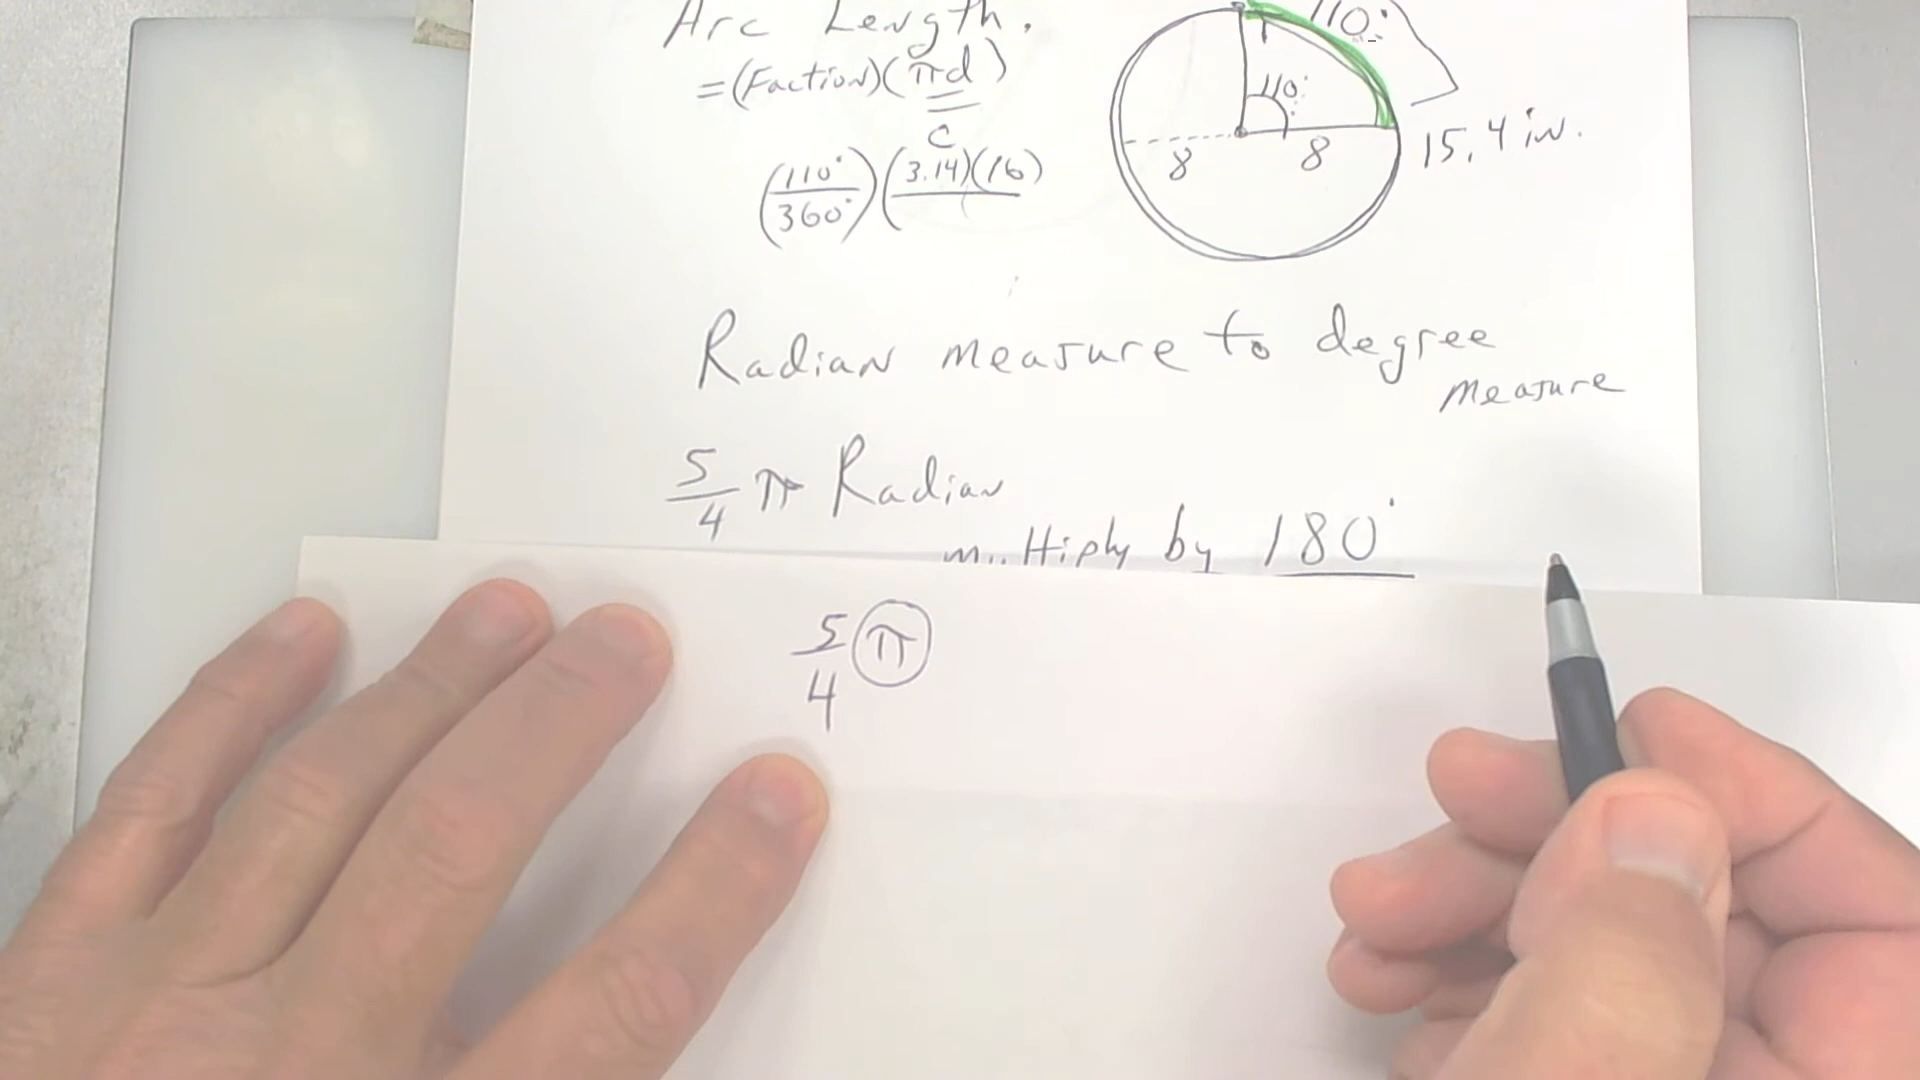 Arc Length.
=(Faction)(πd)
C
(110°/360°)((3.14)(16)/
110°
110°
8
8
15.4 in.
Radian measure to degree
measure
5/4 π Radian
multiply by 180°
5/4 π